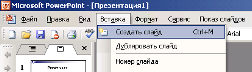 Microsoft PowerPoint - [Презентация1]
Файл Правка Вид Вставка Формат Сервис Показ слайдов
Создать слайд Ctrl+M
Arial
Дублировать слайд
1
Номер слайда